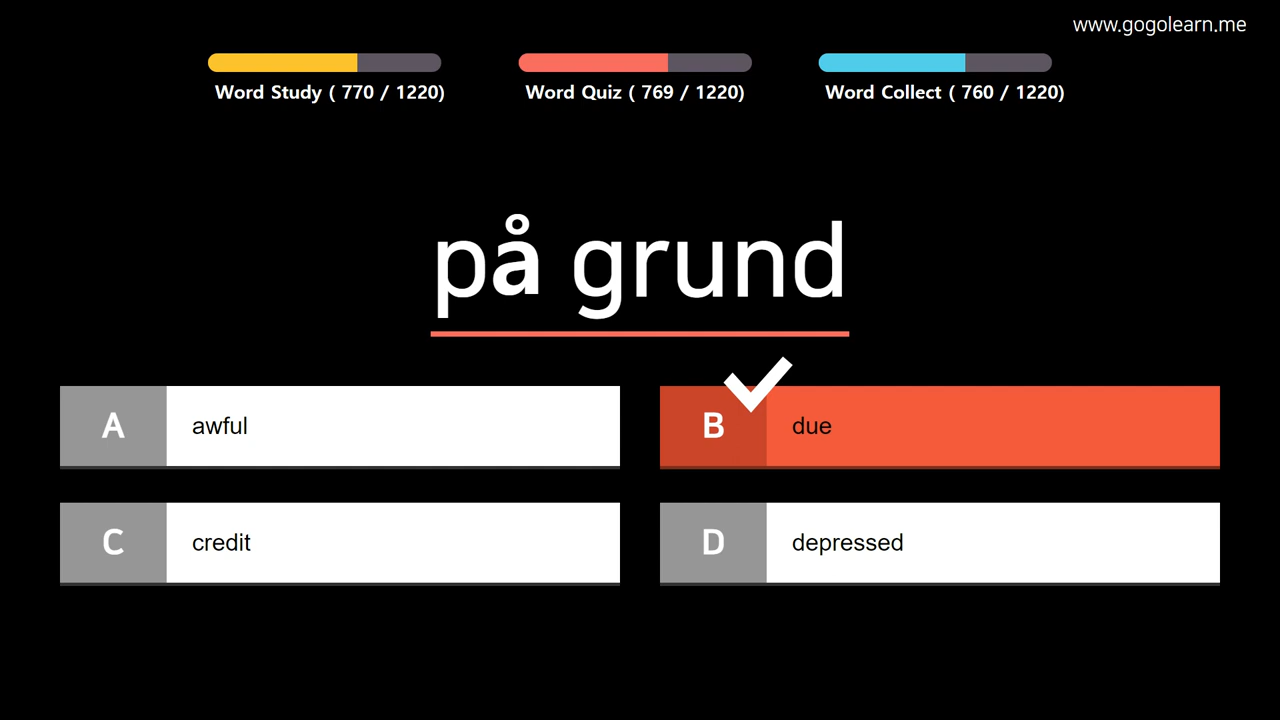 www.gogolearn.me
Word Study ( 770 / 1220)
Word Quiz ( 769 / 1220)
Word Collect ( 760 / 1220)
på grund
A
awful
B
due
C
credit
D
depressed